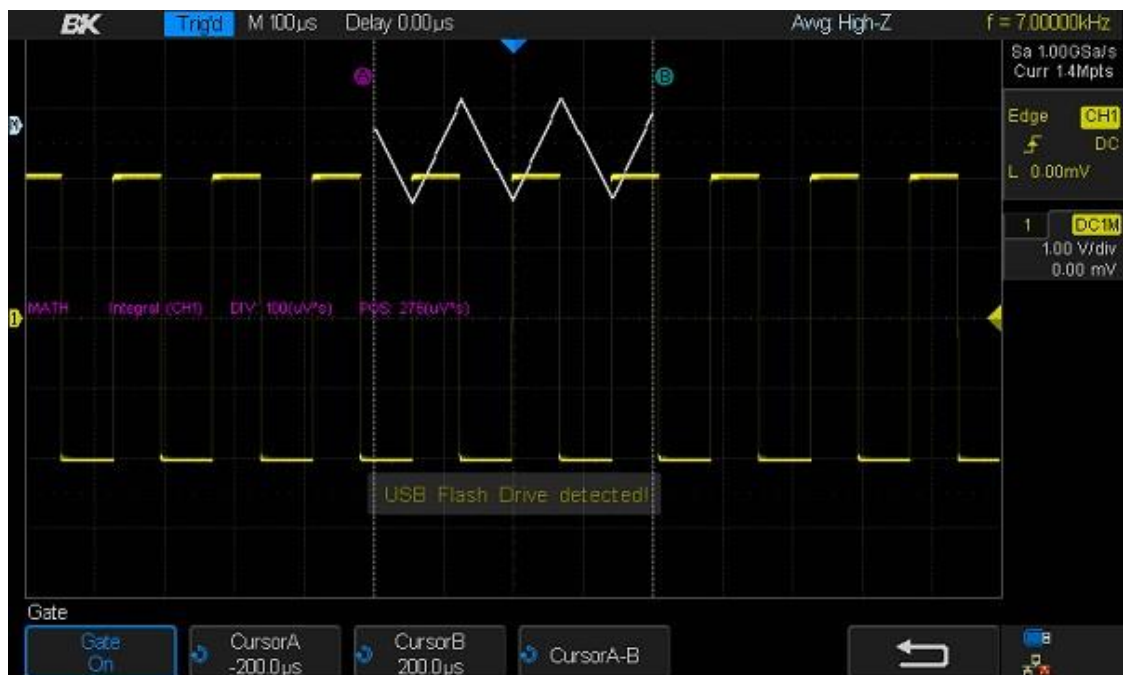 BK Trig'd M 100µs Delay 0.00µs Awg: High-Z f = 7.00000kHz
Sa 1.00GSa/s
Curr 1.4Mpts
Edge CH1
DC
L 0.00mV
A B
1 DC1M
1.00 V/div
0.00 mV
MATH Integral (CH1) DIV: 100(uV*s) POS: 276(uV*s)
1
USB Flash Drive detected!
Gate
Gate CursorA CursorB CursorA-B
On -200.0µs 200.0µs